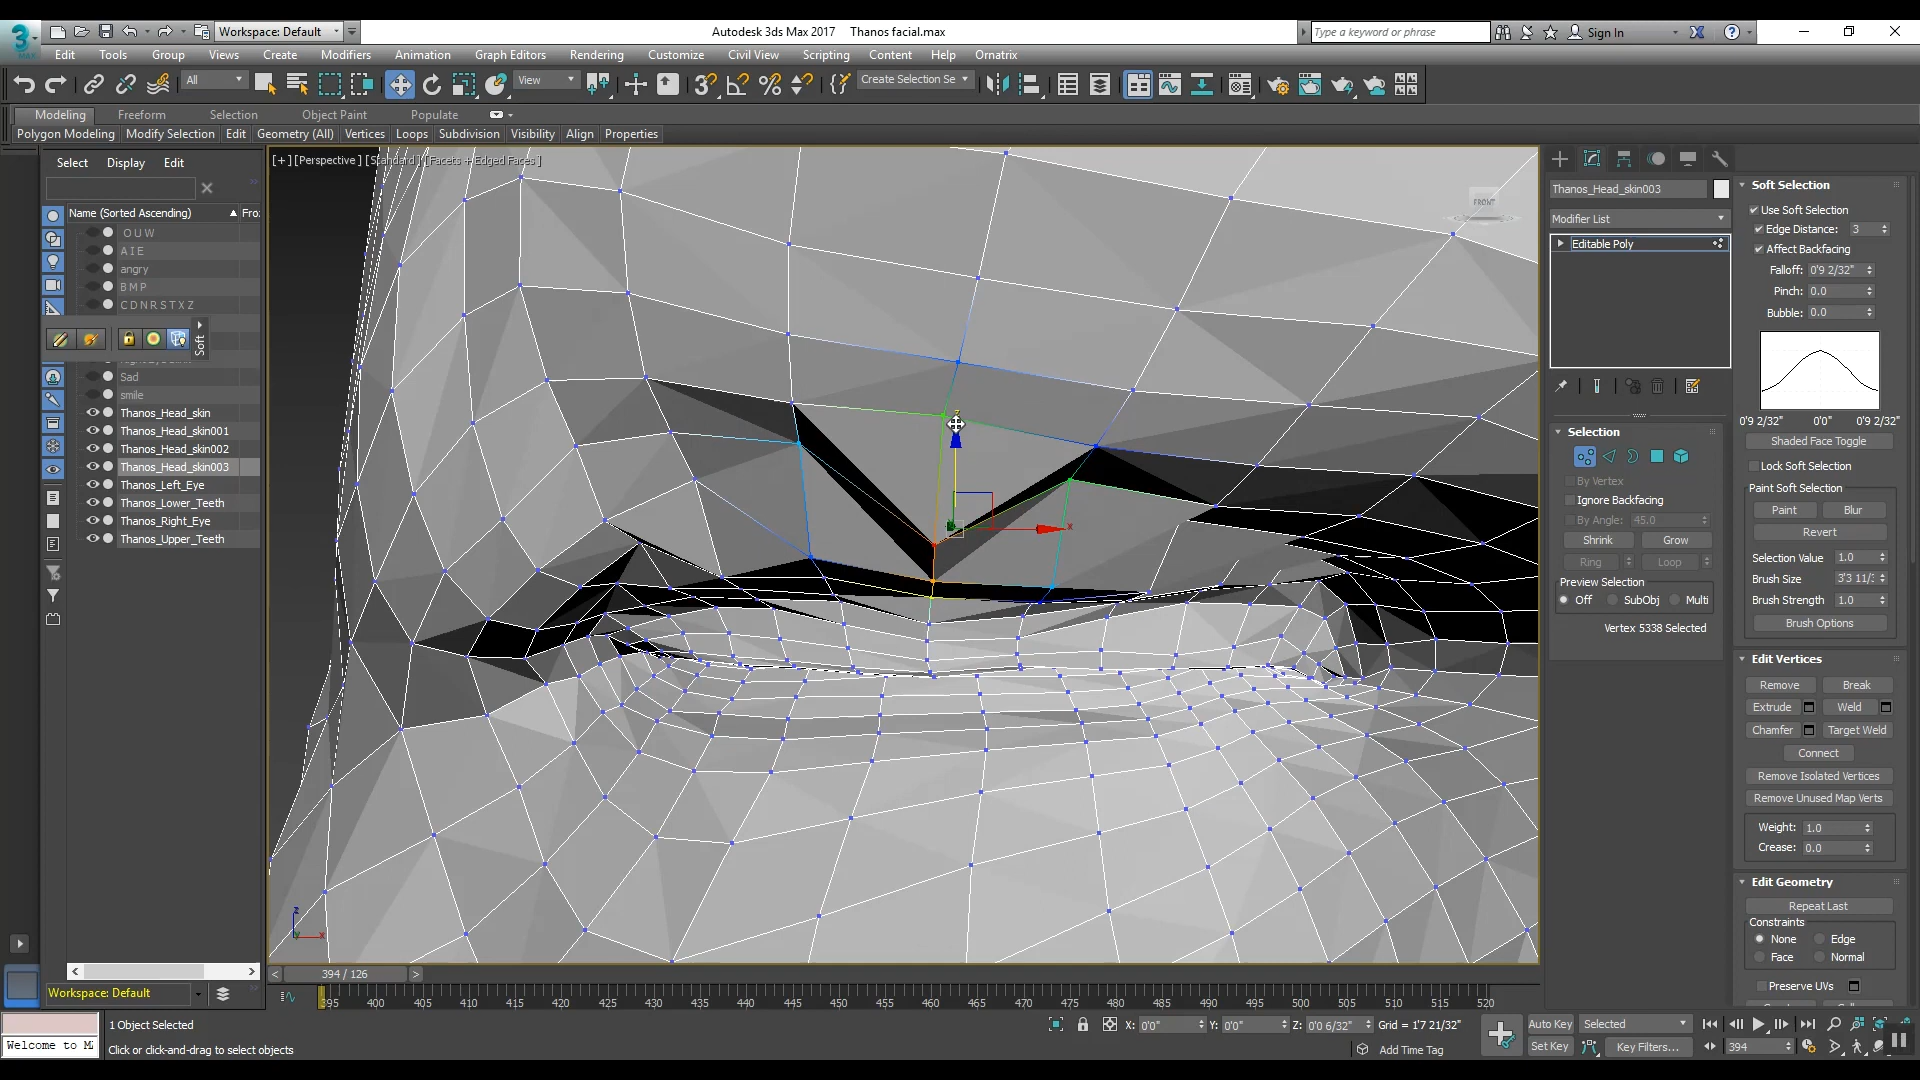 Workspace: Default
Autodesk 3ds Max 2017 Thanos facial.max
Type a keyword or phrase
Sign In
Edit Tools Group Views Create Modifiers Animation Graph Editors Rendering Customize Civil View Scripting Content Help Ornatrix
All
View
Create Selection Se
Modeling Freeform Selection Object Paint Populate
Polygon Modeling Modify Selection Edit Geometry (All) Vertices Loops Subdivision Visibility Align Properties
Select Display Edit
Name (Sorted Ascending) Fro
O U W
A I E
angry
B M P
C D N R S T X Z
Soft
Sad
smile
Thanos_Head_skin
Thanos_Head_skin001
Thanos_Head_skin002
Thanos_Head_skin003
Thanos_Left_Eye
Thanos_Lower_Teeth
Thanos_Right_Eye
Thanos_Upper_Teeth
Workspace: Default
[+] [Perspective ] [Standard ] [Facets + Edged Faces ]
FRONT
x
z
x
Thanos_Head_skin003
Modifier List
Editable Poly
Selection
By Vertex
Ignore Backfacing
By Angle: 45.0
Shrink Grow
Ring Loop
Preview Selection
Off SubObj Multi
Vertex 5338 Selected
Soft Selection
Use Soft Selection
Edge Distance: 3
Affect Backfacing
Falloff: 0'9 2/32"
Pinch: 0.0
Bubble: 0.0
0'9 2/32" 0'0" 0'9 2/32"
Shaded Face Toggle
Lock Soft Selection
Paint Soft Selection
Paint Blur
Revert
Selection Value 1.0
Brush Size 3'3 11/:
Brush Strength 1.0
Brush Options
Edit Vertices
Remove Break
Extrude Weld
Chamfer Target Weld
Connect
Remove Isolated Vertices
Remove Unused Map Verts
Weight: 1.0
Crease: 0.0
Edit Geometry
Repeat Last
Constraints
None Edge
Face Normal
Preserve UVs
< 394 / 126 >
395 400 405 410 415 420 425 430 435 440 445 450 455 460 465 470 475 480 485 490 495 500 505 510 515 520
1 Object Selected
Welcome to M
Click or click-and-drag to select objects
X: 0'0" Y: 0'0" Z: 0'0 6/32" Grid = 1'7 21/32"
Add Time Tag
Auto Key Selected
Set Key Key Filters...
394